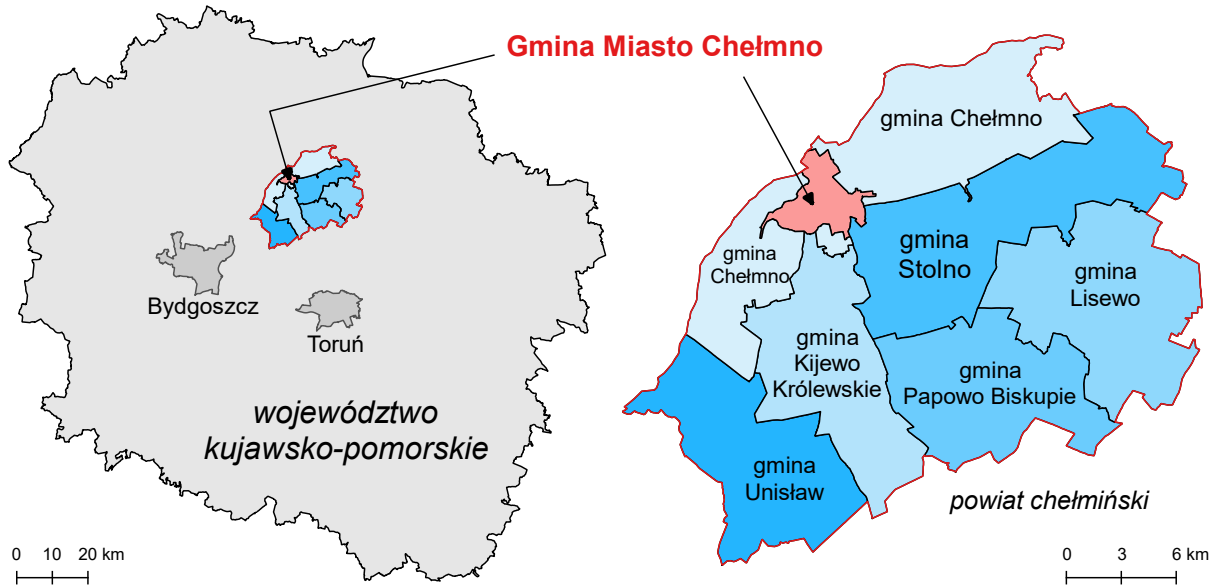 Gmina Miasto Chełmno
Bydgoszcz
Toruń
województwo
kujawsko-pomorskie
0 10 20 km
gmina Chełmno
gmina
Stolno
gmina
Chełmno
gmina
Lisewo
gmina
Kijewo
Królewskie
gmina
Papowo Biskupie
gmina
Unisław
powiat chełmiński
0 3 6 km